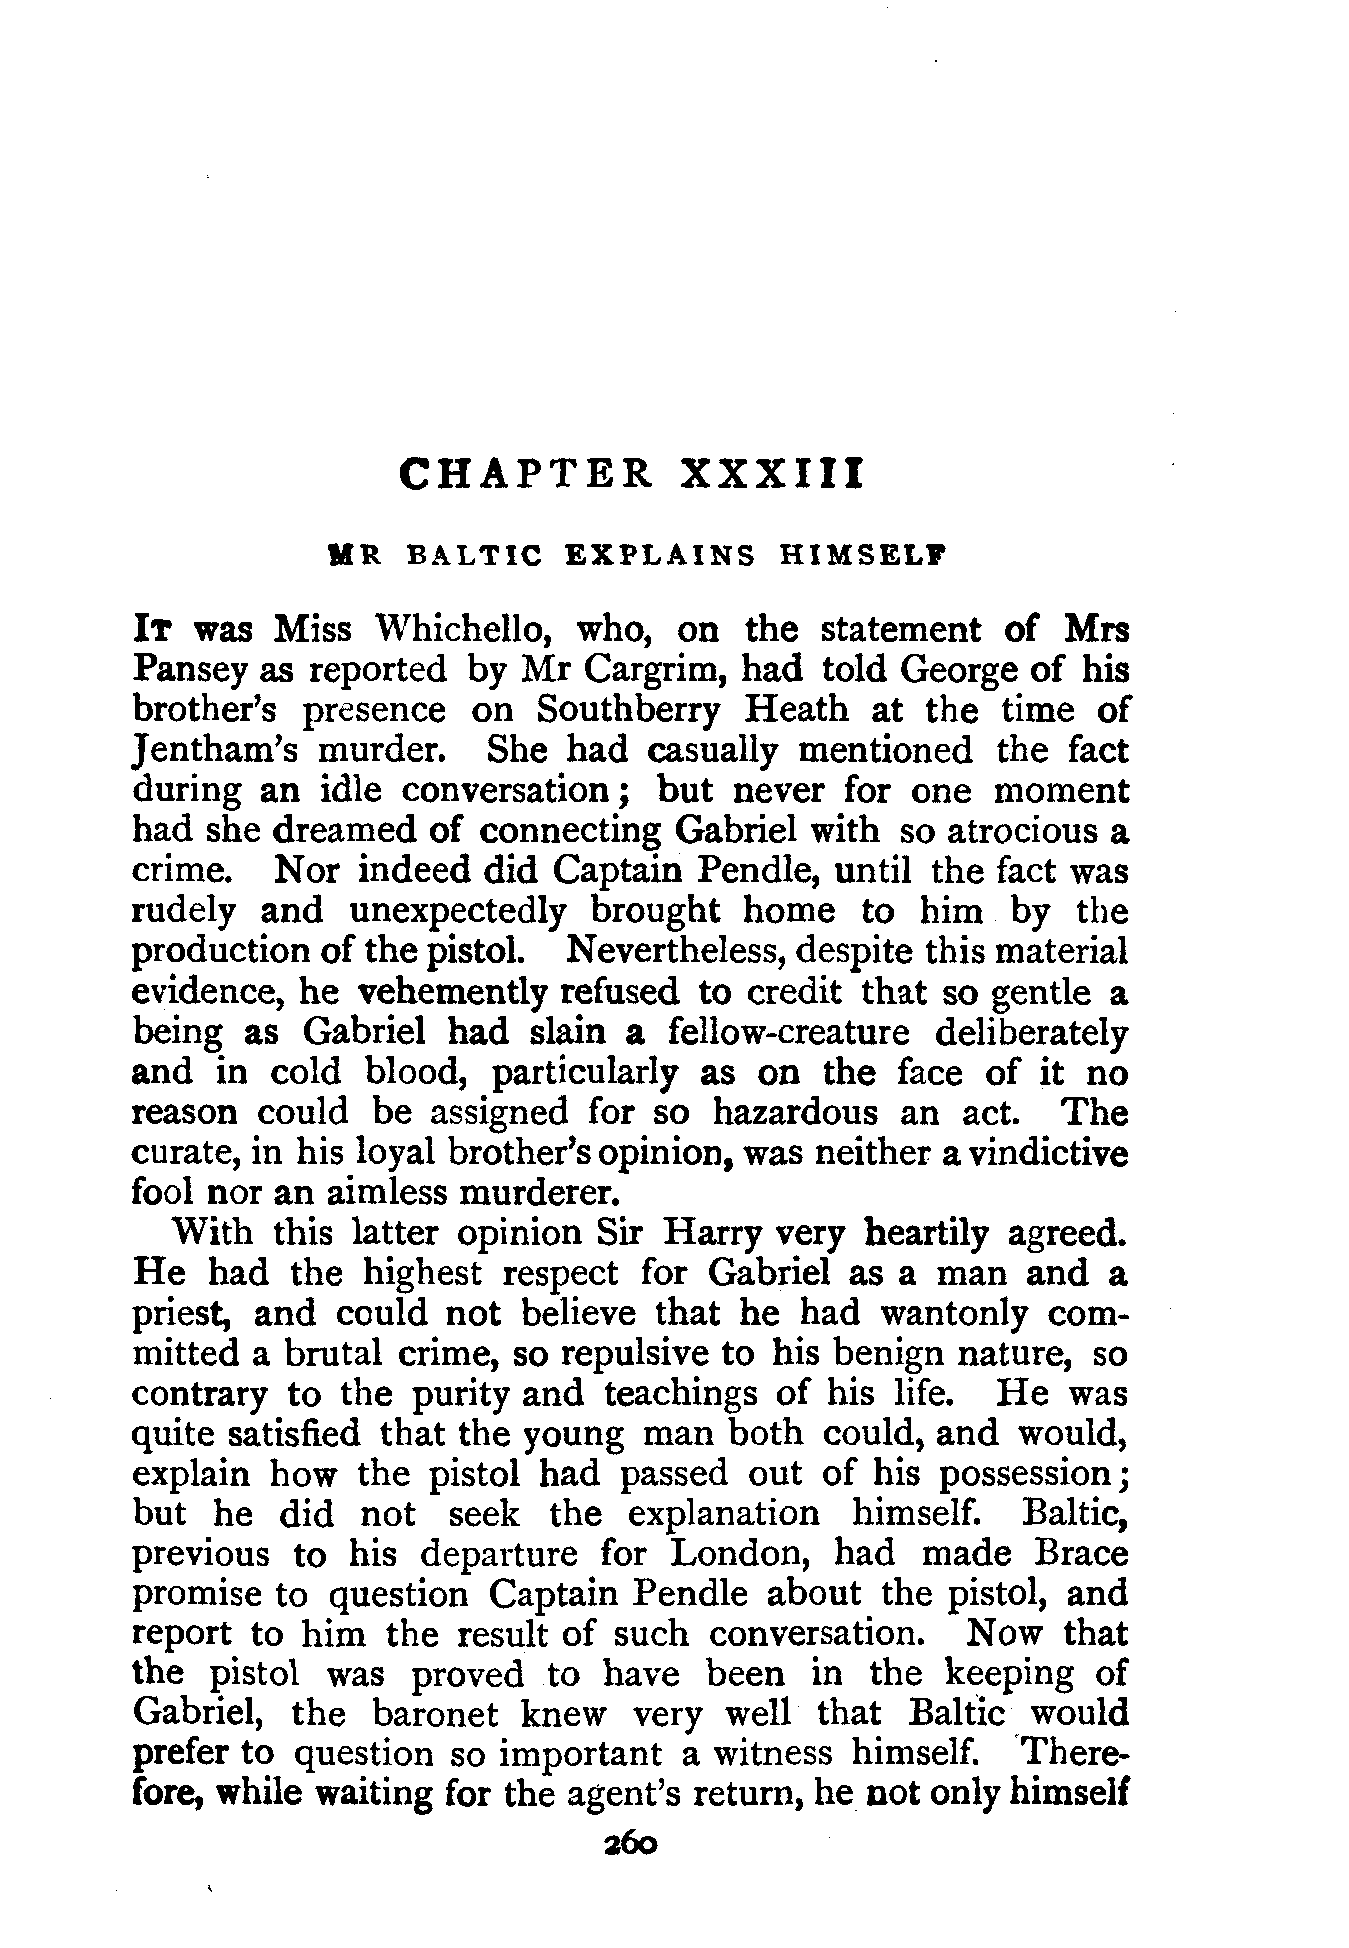 CHAPTER XXXIII
MR BALTIC EXPLAINS HIMSELF
IT was Miss Whichello, who, on the statement of Mrs
Pansey as reported by Mr Cargrim, had told George of his
brother's presence on Southberry Heath at the time of
Jentham's murder. She had casually mentioned the fact
during an idle conversation; but never for one moment
had she dreamed of connecting Gabriel with so atrocious a
crime. Nor indeed did Captain Pendle, until the fact was
rudely and unexpectedly brought home to him by the
production of the pistol. Nevertheless, despite this material
evidence, he vehemently refused to credit that so gentle a
being as Gabriel had slain a fellow-creature deliberately
and in cold blood, particularly as on the face of it no
reason could be assigned for so hazardous an act. The
curate, in his loyal brother's opinion, was neither a vindictive
fool nor an aimless murderer.
With this latter opinion Sir Harry very heartily agreed.
He had the highest respect for Gabriel as a man and a
priest, and could not believe that he had wantonly com-
mitted a brutal crime, so repulsive to his benign nature, so
contrary to the purity and teachings of his life. He was
quite satisfied that the young man both could, and would,
explain how the pistol had passed out of his possession;
but he did not seek the explanation himself. Baltic,
previous to his departure for London, had made Brace
promise to question Captain Pendle about the pistol, and
report to him the result of such conversation. Now that
the pistol was proved to have been in the keeping of
Gabriel, the baronet knew very well that Baltic would
prefer to question so important a witness himself. There-
fore, while waiting for the agent's return, he not only himself
260